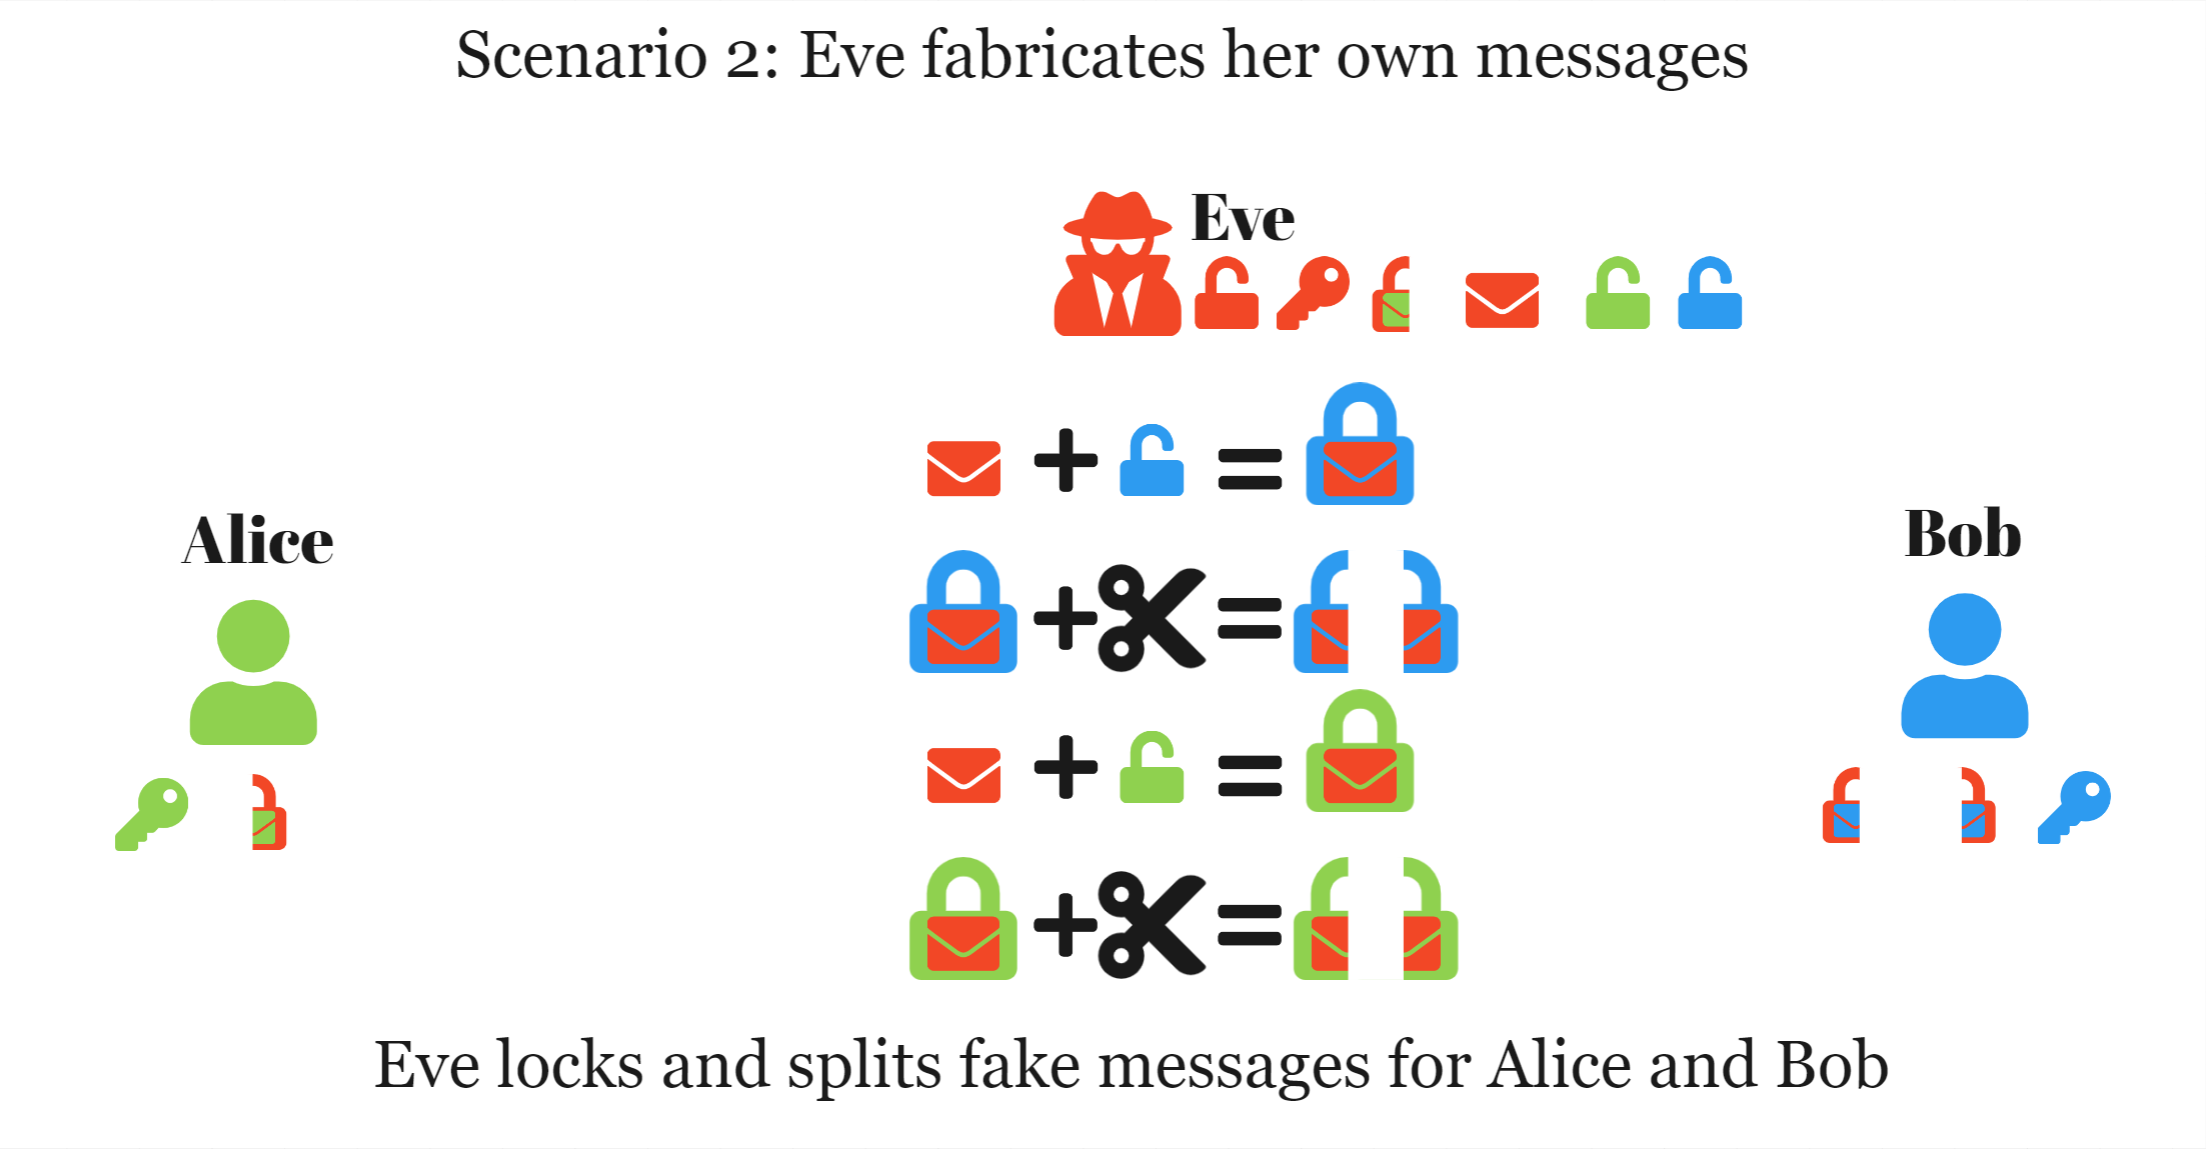 Scenario 2: Eve fabricates her own messages
Eve
Alice
Bob
Eve locks and splits fake messages for Alice and Bob